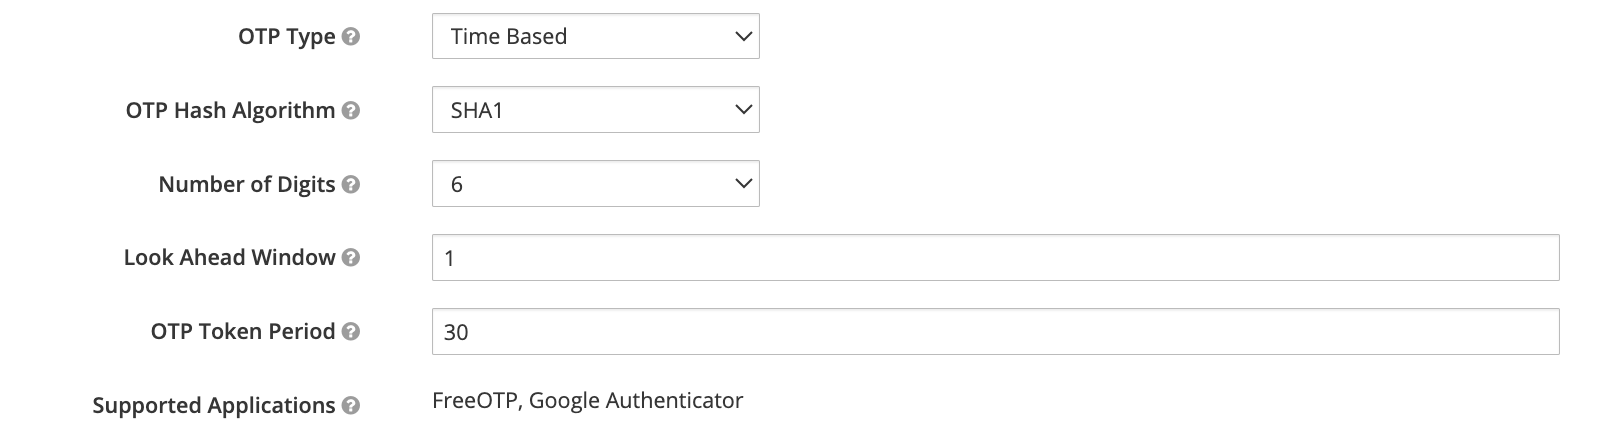 OTP Type ? Time Based
OTP Hash Algorithm ? SHA1
Number of Digits ? 6
Look Ahead Window ? 1
OTP Token Period ? 30
Supported Applications ? FreeOTP, Google Authenticator